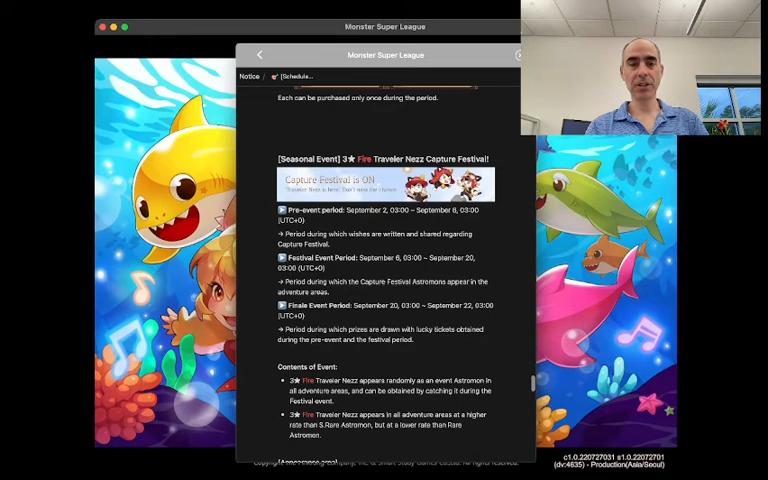 Monster Super League
Monster Super League
Notice / [Schedule...
Each can be purchased only once during the period.
[Seasonal Event] 3★ Fire Traveler Nezz Capture Festival!
Capture Festival is ON
Traveler Nezz is here! Don't miss the chance
▶ Pre-event period: September 2, 03:00 ~ September 6, 03:00
(UTC+0)
→ Period during which wishes are written and shared regarding
Capture Festival.
▶ Festival Event Period: September 6, 03:00 ~ September 20,
03:00 (UTC+0)
→ Period during which the Capture Festival Astromons appear in the
adventure areas.
▶ Finale Event Period: September 20, 03:00 ~ September 22, 03:00
(UTC+0)
→ Period during which prizes are drawn with lucky tickets obtained
during the pre-event and the festival period.
Contents of Event:
• 3★ Fire Traveler Nezz appears randomly as an event Astromon in
all adventure areas, and can be obtained by catching it during the
Festival event.
• 3★ Fire Traveler Nezz appears in all adventure areas at a higher
rate than S.Rare Astromon, but at a lower rate than Rare
Astromon.
[Appearance area]
c1.0.220727031 s1.0.22072701
(dv:4635) - Production(Asia/Seoul)